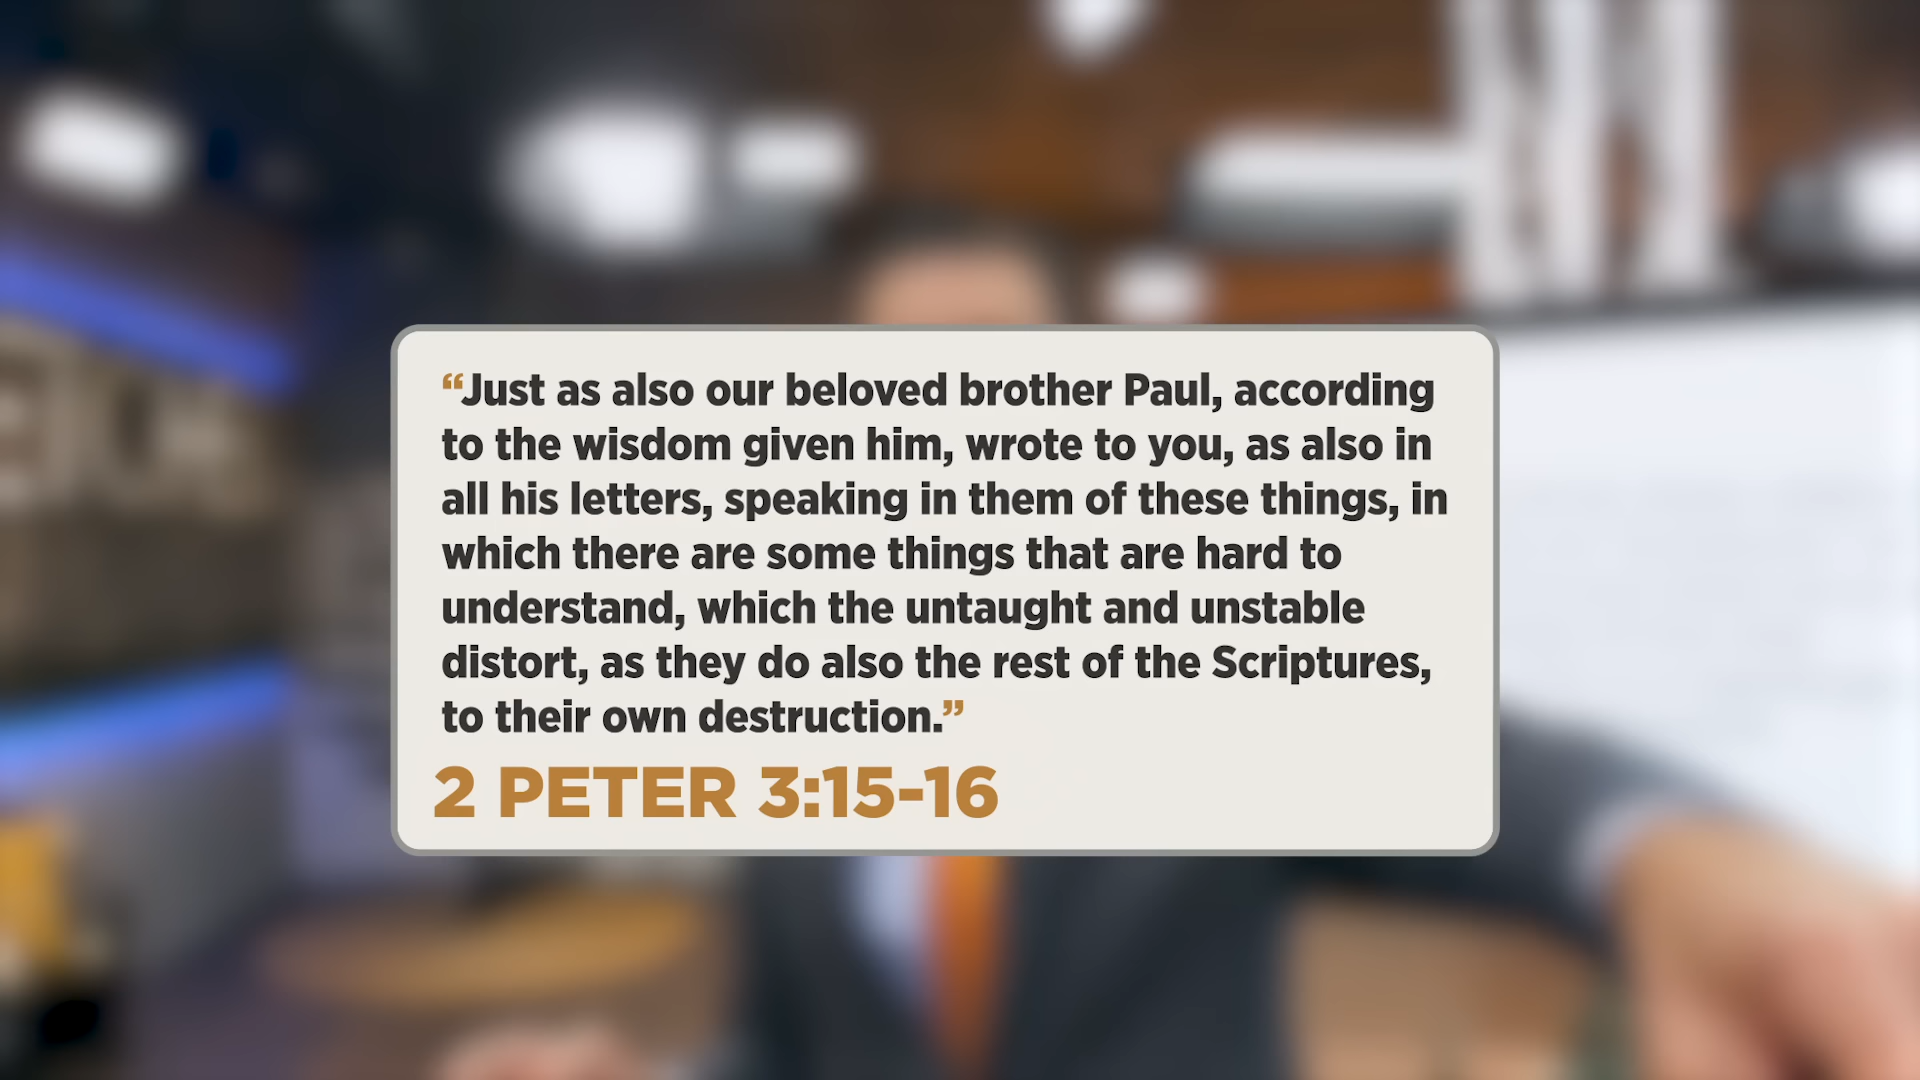 “Just as also our beloved brother Paul, according
to the wisdom given him, wrote to you, as also in
all his letters, speaking in them of these things, in
which there are some things that are hard to
understand, which the untaught and unstable
distort, as they do also the rest of the Scriptures,
to their own destruction.”
2 PETER 3:15-16